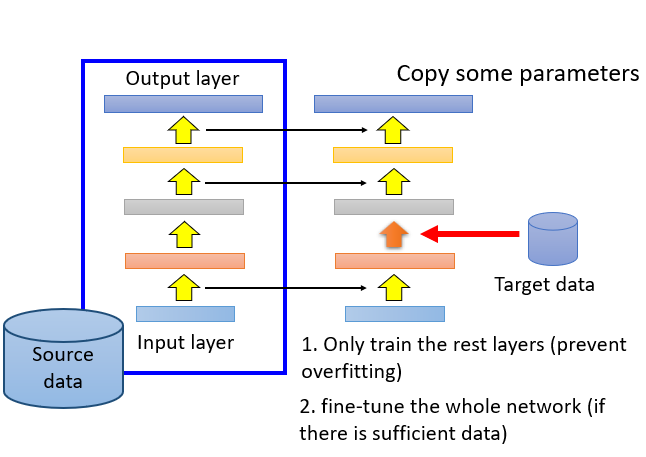 Output layer
Copy some parameters
Target data
Input layer
Source
data
1. Only train the rest layers (prevent
overfitting)
2. fine-tune the whole network (if
there is sufficient data)